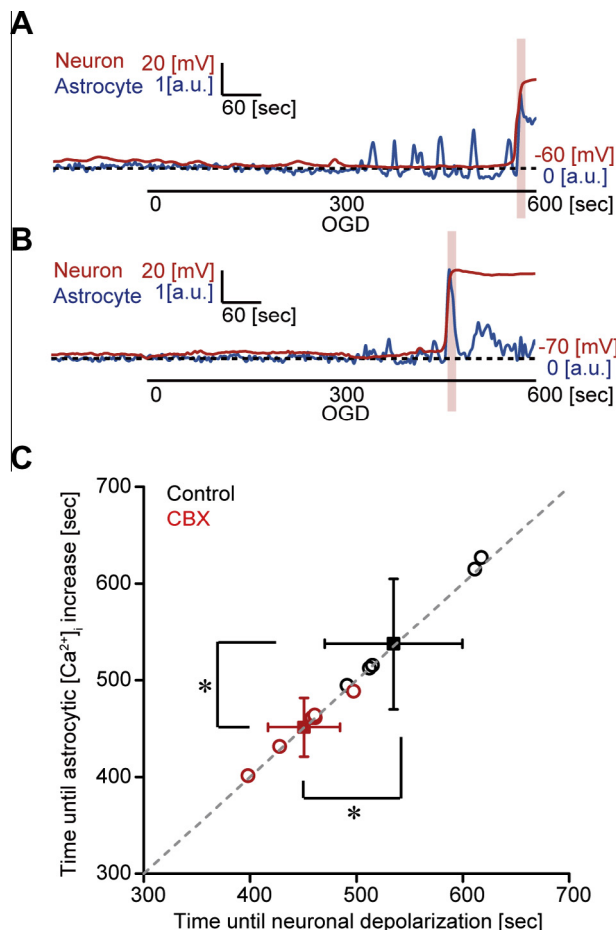 A
Neuron 20 [mV]
Astrocyte 1[a.u.]
60 [sec]
-60 [mV]
0 [a.u.]
0 300 600 [sec]
OGD
B
Neuron 20 [mV]
Astrocyte 1[a.u.]
60 [sec]
-70 [mV]
0 [a.u.]
0 300 600 [sec]
OGD
C
Control
CBX
Time until astrocytic [Ca²⁺]ᵢ increase [sec]
700
600
500
400
300
*
*
300 400 500 600 700
Time until neuronal depolarization [sec]